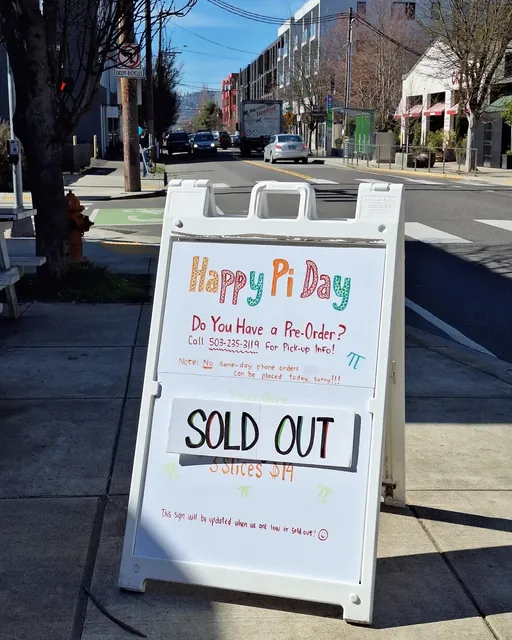 EXCEPT BICYCLES
Happy Pi Day
Do You Have a Pre-Order?
Call 503-235-3119 For Pick-up Info!
π
Note: No same-day phone orders
can be placed today, sorry!!!
SOLD OUT
3 Slices $14
π π π
This sign will be updated when we are low or sold out! ☺